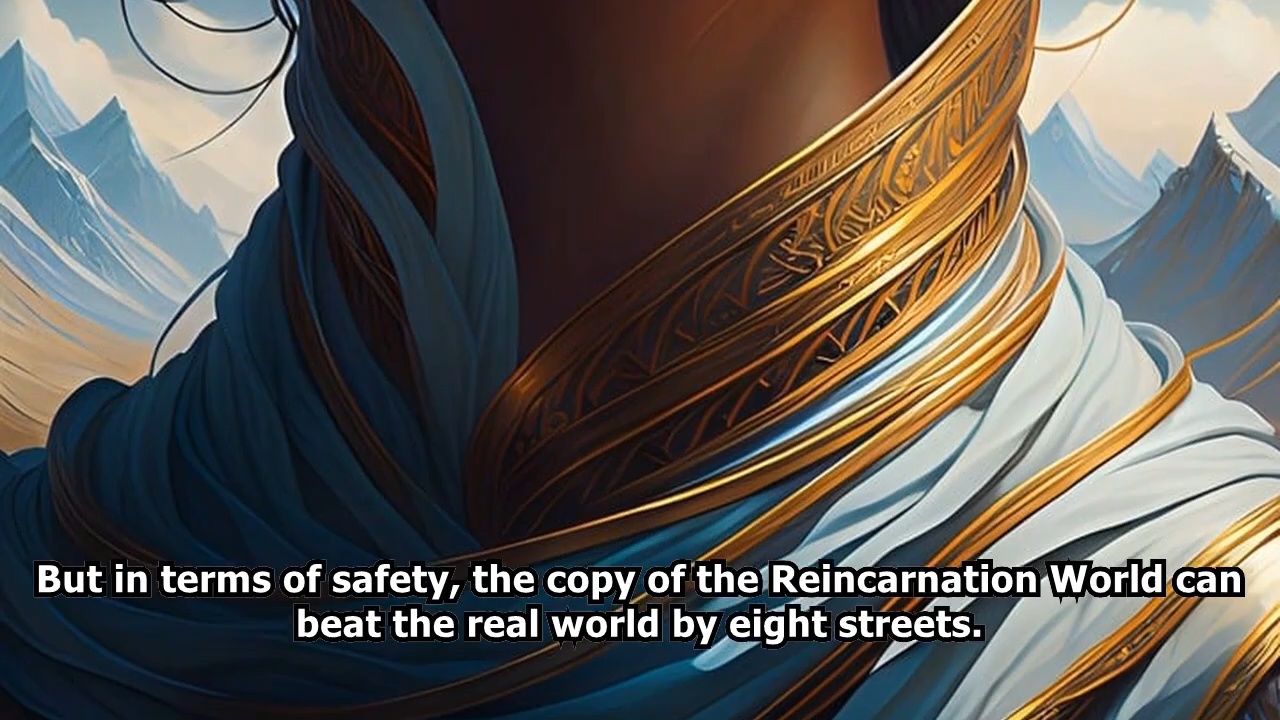 But in terms of safety, the copy of the Reincarnation World can
beat the real world by eight streets.